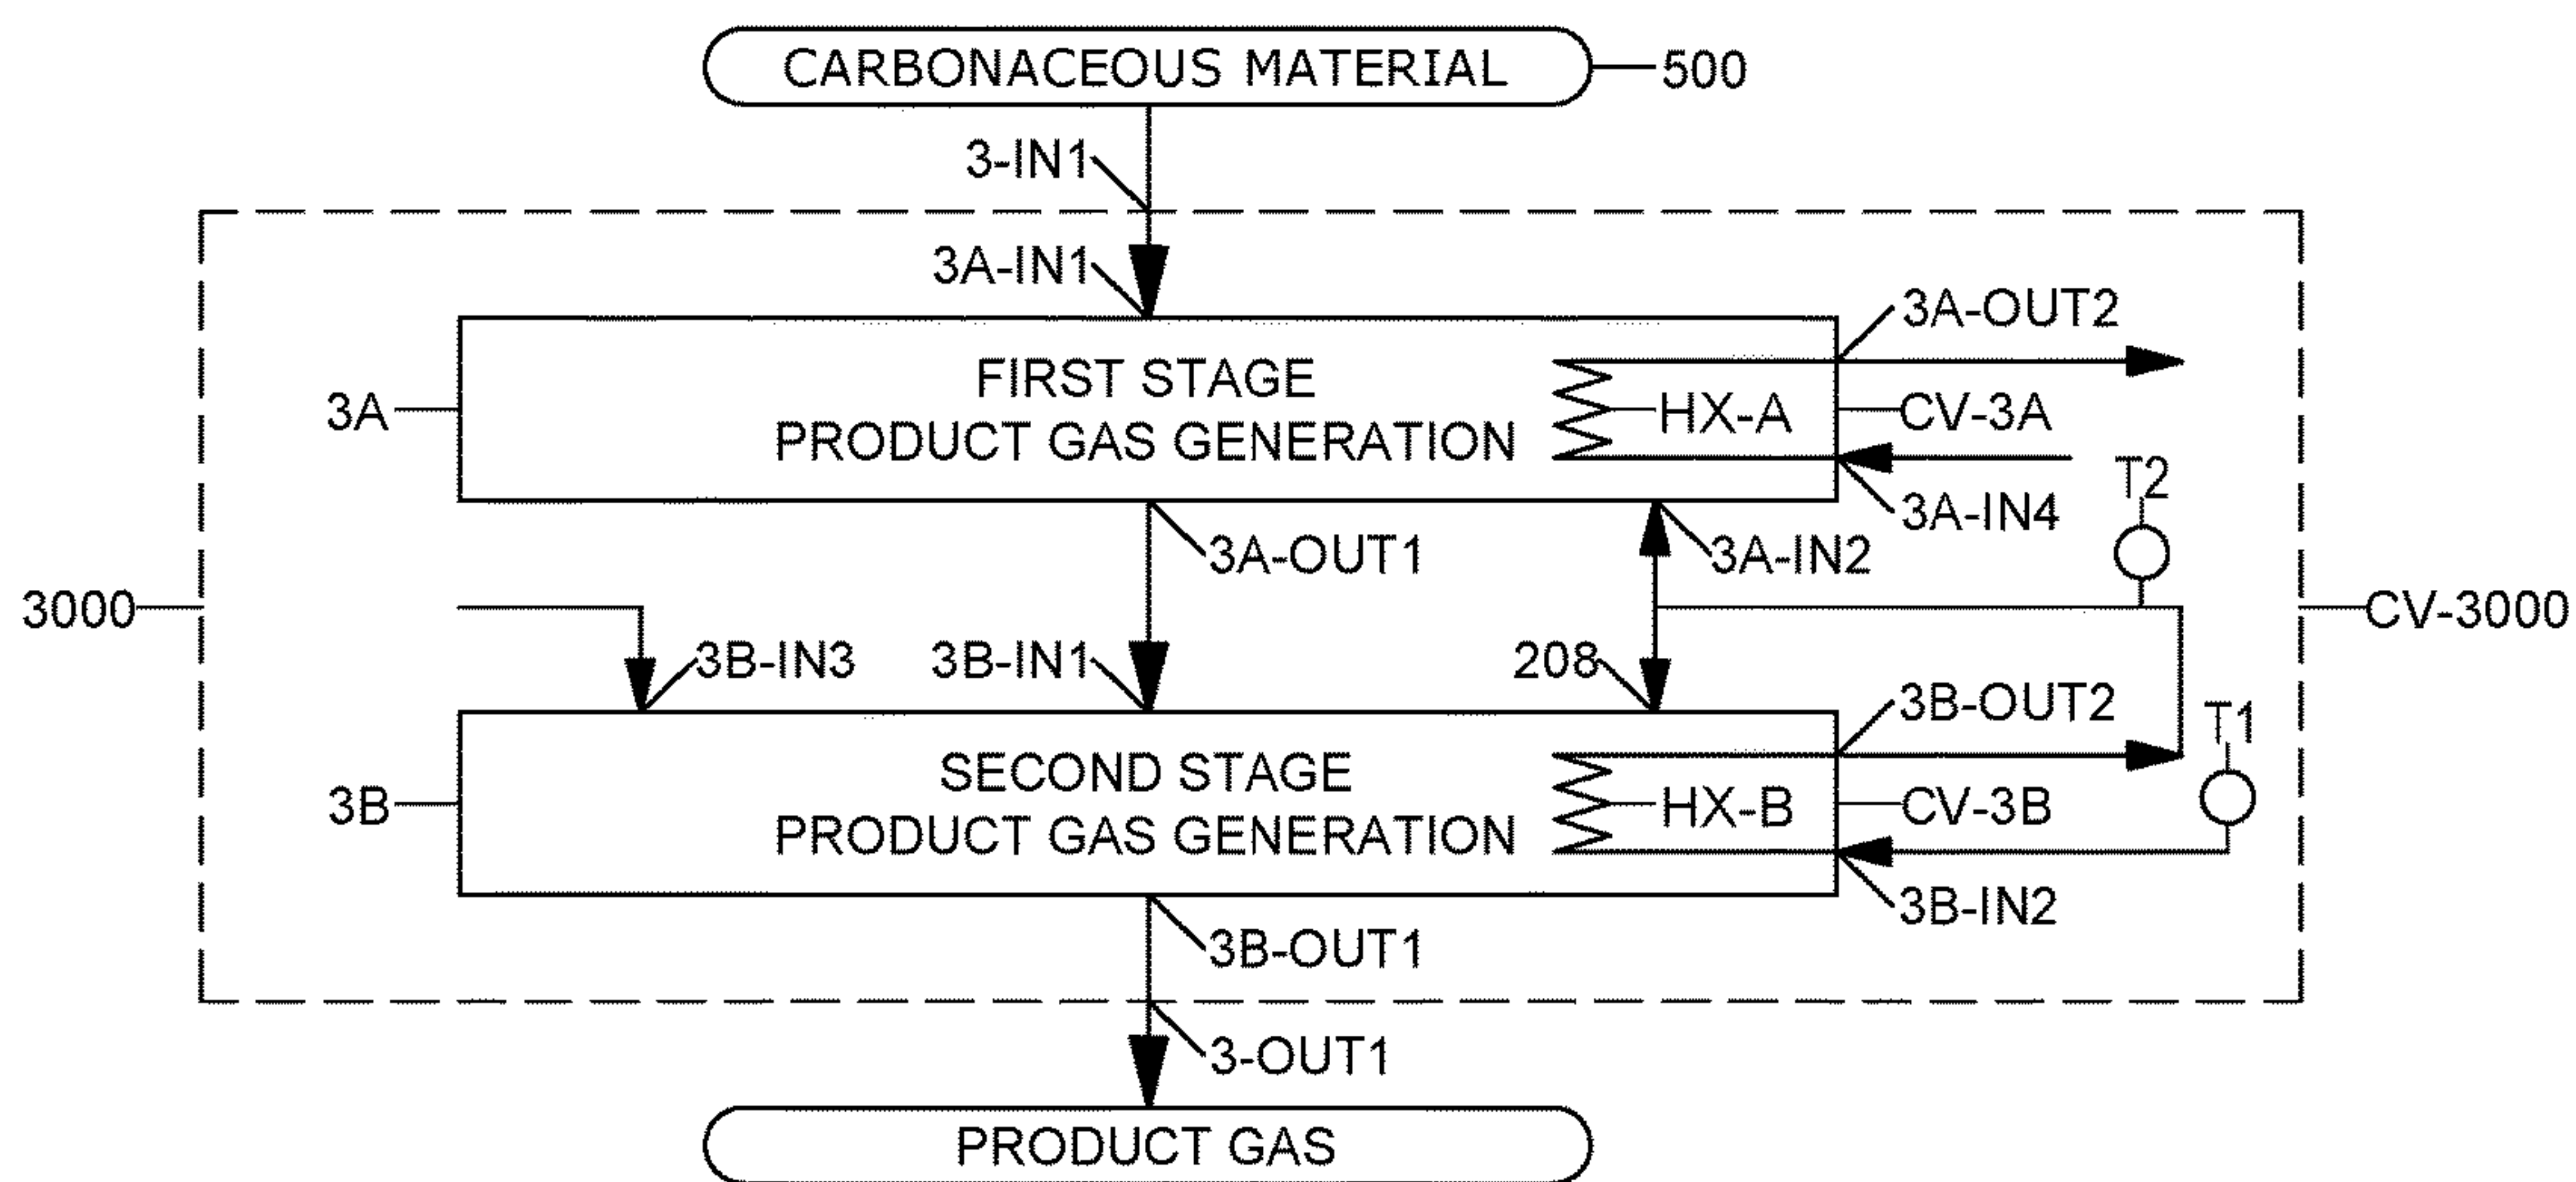 CARBONACEOUS MATERIAL
500
3-IN1
3A-IN1
3A-OUT2
FIRST STAGE
3A
HX-A
CV-3A
PRODUCT GAS GENERATION
T2
3A-IN4
3A-OUT1
3A-IN2
3000
CV-3000
3B-IN3
3B-IN1
208
3B-OUT2
T1
SECOND STAGE
3B
HX-B
CV-3B
PRODUCT GAS GENERATION
3B-IN2
3B-OUT1
3-OUT1
PRODUCT GAS